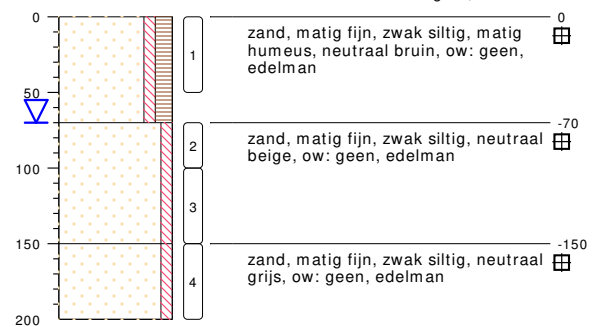 0
0
zand, matig fijn, zwak siltig, matig
humeus, neutraal bruin, ow: geen,
edelman
1
50
-70
zand, matig fijn, zwak siltig, neutraal
beige, ow: geen, edelman
2
100
3
150
-150
zand, matig fijn, zwak siltig, neutraal
grijs, ow: geen, edelman
4
200